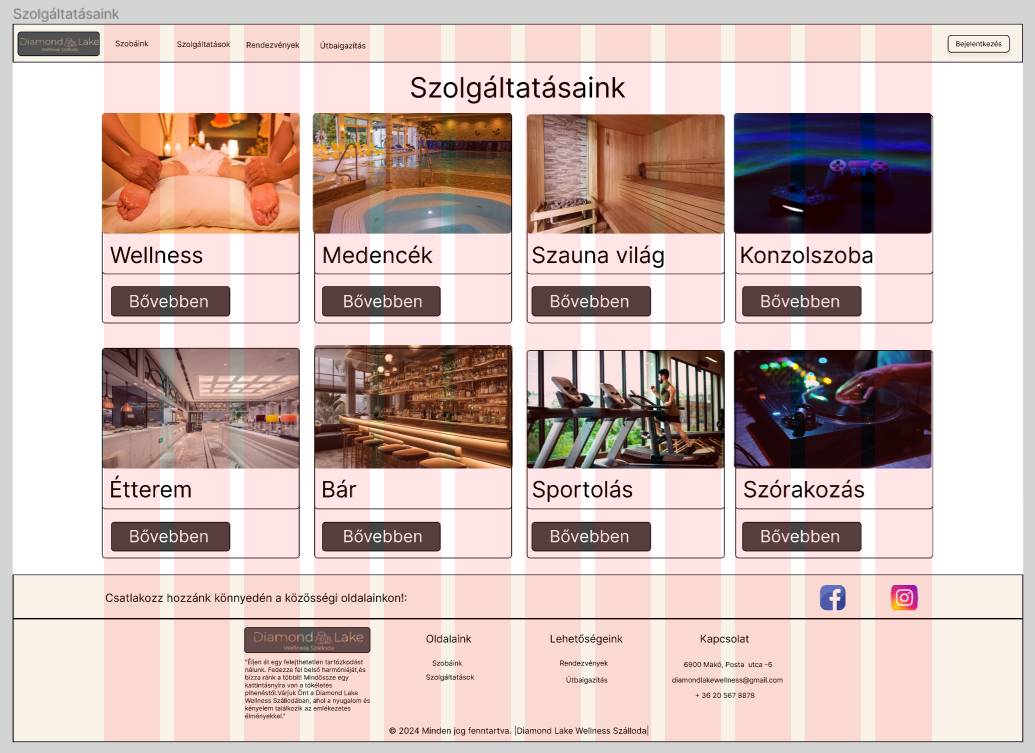 Szolgáltatásaink
Diamond Lake
Wellness Szálloda
Szobáink
Szolgáltatások
Rendezvények
Útbaigazítás
Bejelentkezés
Szolgáltatásaink
Wellness
Medencék
Szauna világ
Konzolszoba
Bővebben
Bővebben
Bővebben
Bővebben
Étterem
Bár
Sportolás
Szórakozás
Bővebben
Bővebben
Bővebben
Bővebben
Csatlakozz hozzánk könnyedén a közösségi oldalainkon!:
Diamond Lake
Wellness Szálloda
"Éljen át egy felejthetetlen tartózkodást
nálunk. Fedezze fel belső harmóniáját,és
bízza ránk a többit! Mindössze egy
kattintásnyira van a tökéletes
pihenéstől.Várjuk Önt a Diamond Lake
Wellness Szállodában, ahol a nyugalom és
kényelem találkozik az emlékezetes
élményekkel."
Oldalaink
Szobáink
Szolgáltatások
Lehetőségeink
Rendezvények
Útbaigazítás
Kapcsolat
6900 Makó, Posta utca -6
diamondlakewellness@gmail.com
+ 36 20 567 8878
© 2024 Minden jog fenntartva. |Diamond Lake Wellness Szálloda|